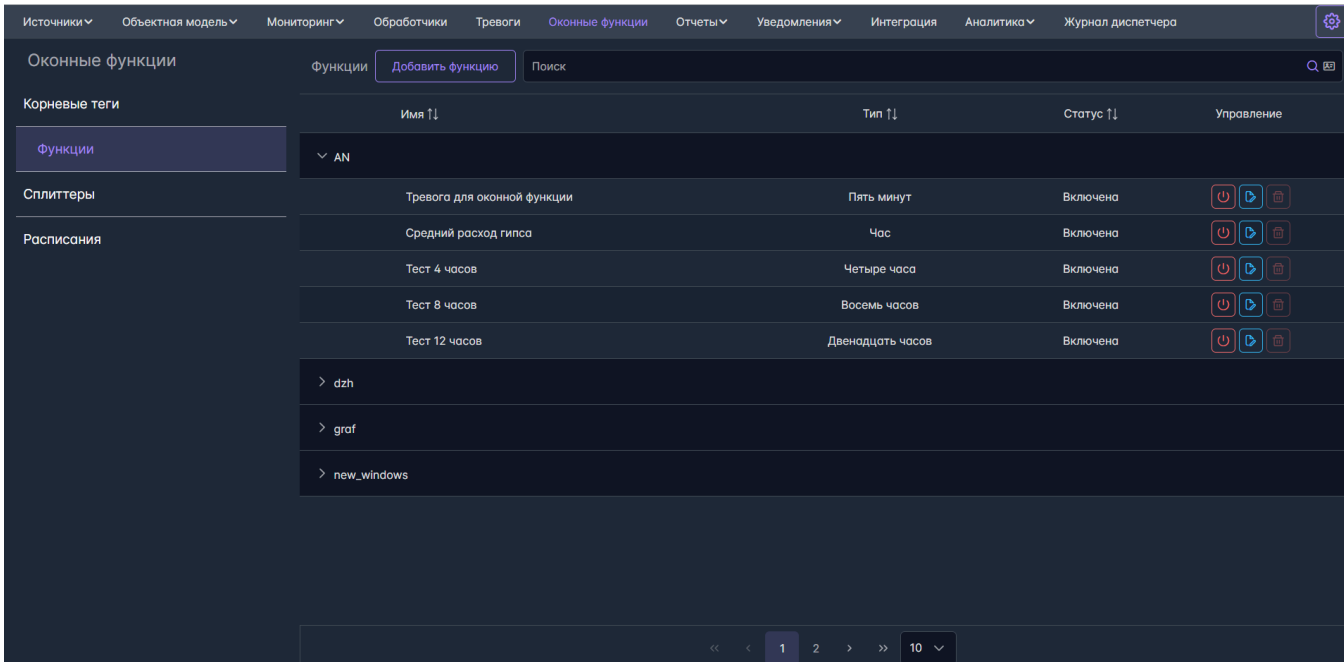 Источники Объектная модель Мониторинг Обработчики Тревоги Оконные функции Отчеты Уведомления Интеграция Аналитика Журнал диспетчера
Оконные функции
Корневые теги
Функции
Сплиттеры
Расписания
Функции Добавить функцию Поиск
Имя Тип Статус Управление
AN
Тревога для оконной функции Пять минут Включена
Средний расход гипса Час Включена
Тест 4 часов Четыре часа Включена
Тест 8 часов Восемь часов Включена
Тест 12 часов Двенадцать часов Включена
dzh
graf
new_windows
<< < 1 2 > >> 10